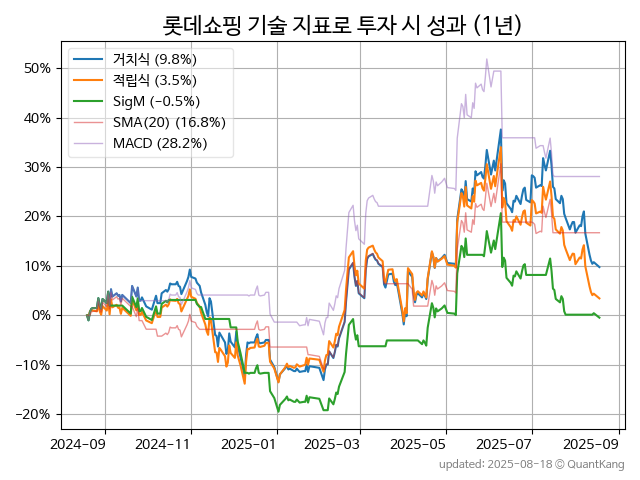 롯데쇼핑 기술 지표로 투자 시 성과 (1년)
거치식 (9.8%)
적립식 (3.5%)
SigM (−0.5%)
SMA(20) (16.8%)
MACD (28.2%)
50%
40%
30%
20%
10%
0%
−10%
−20%
2024-09 2024-11 2025-01 2025-03 2025-05 2025-07 2025-09
updated: 2025-08-18 © QuantKang